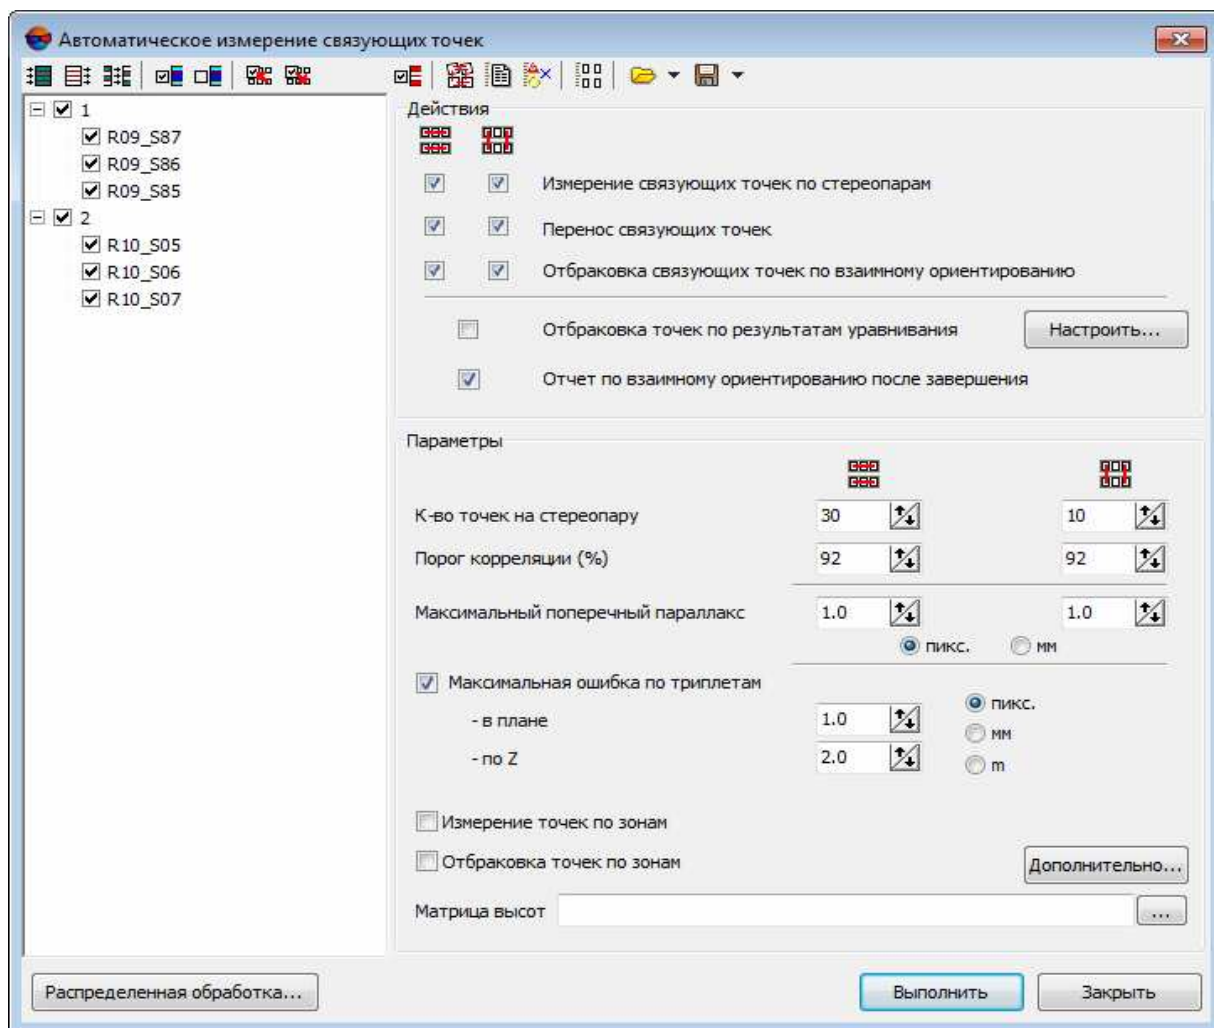 Автоматическое измерение связующих точек
1
R09_S87
R09_S86
R09_S85
2
R10_S05
R10_S06
R10_S07
Действия
Измерение связующих точек по стереопарам
Перенос связующих точек
Отбраковка связующих точек по взаимному ориентированию
Отбраковка точек по результатам уравнивания
Настроить...
Отчет по взаимному ориентированию после завершения
Параметры
К-во точек на стереопару 30 10
Порог корреляции (%) 92 92
Максимальный поперечный параллакс 1.0 1.0
пикс. мм
Максимальная ошибка по триплетам
- в плане 1.0
- по Z 2.0
пикс.
мм
m
Измерение точек по зонам
Отбраковка точек по зонам
Дополнительно...
Матрица высот ...
Распределенная обработка...
Выполнить
Закрыть